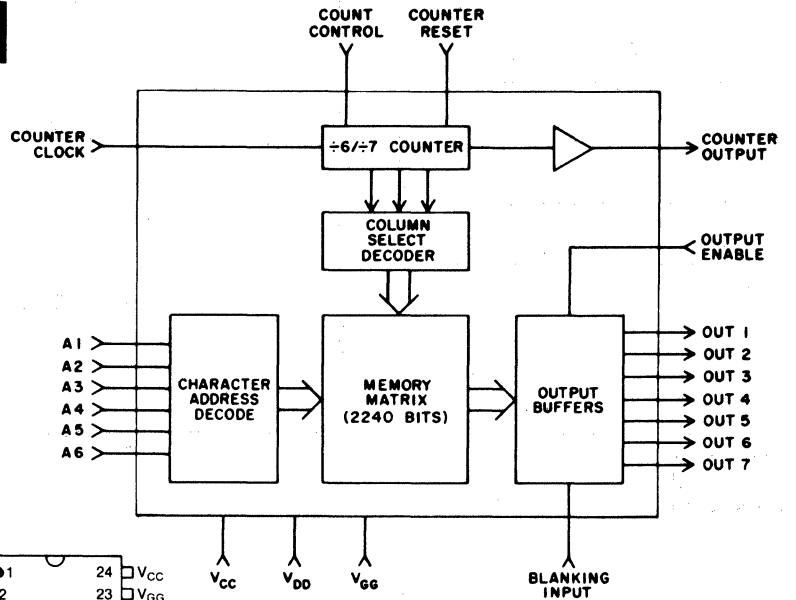 COUNT
CONTROL
COUNTER
RESET
COUNTER
CLOCK
÷6/÷7 COUNTER
COUNTER
OUTPUT
COLUMN
SELECT
DECODER
OUTPUT
ENABLE
A1
A2
A3
A4
A5
A6
CHARACTER
ADDRESS
DECODE
MEMORY
MATRIX
(2240 BITS)
OUTPUT
BUFFERS
OUT 1
OUT 2
OUT 3
OUT 4
OUT 5
OUT 6
OUT 7
VCC
VDD
VGG
BLANKING
INPUT
1
24 VCC
2
23 VGG